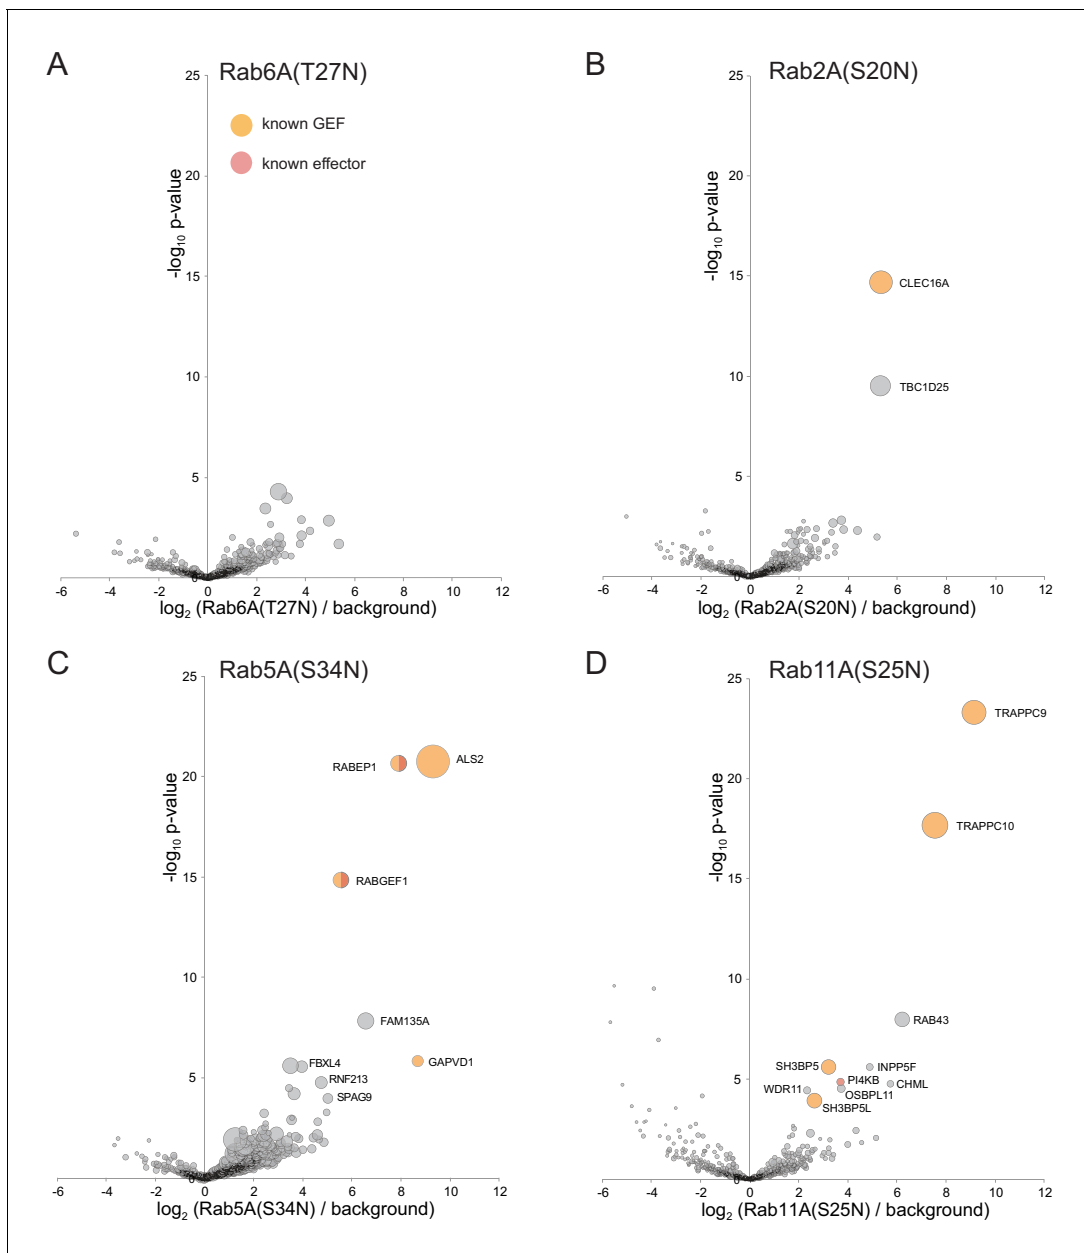 A
Rab6A(T27N)
25
known GEF
known effector
20
-log10 p-value
15
10
5
0
-6 -4 -2 0 2 4 6 8 10 12
log2 (Rab6A(T27N) / background)
B
Rab2A(S20N)
25
20
-log10 p-value
15
CLEC16A
10
TBC1D25
5
0
-6 -4 -2 0 2 4 6 8 10 12
log2 (Rab2A(S20N) / background)
C
Rab5A(S34N)
25
RABEP1
ALS2
20
-log10 p-value
15
RABGEF1
10
FAM135A
FBXL4
GAPVD1
5
RNF213
SPAG9
0
-6 -4 -2 0 2 4 6 8 10 12
log2 (Rab5A(S34N) / background)
D
Rab11A(S25N)
25
TRAPPC9
20
TRAPPC10
-log10 p-value
15
10
RAB43
SH3BP5
INPP5F
5
PI4KB
CHML
WDR11
OSBPL11
SH3BP5L
0
-6 -4 -2 0 2 4 6 8 10 12
log2 (Rab11A(S25N) / background)